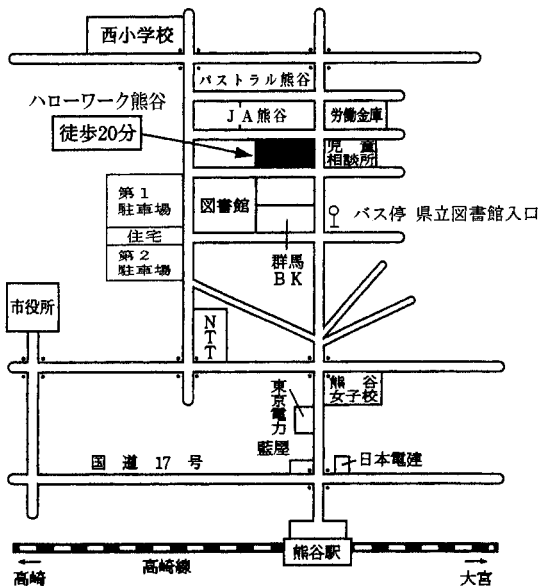 西小学校
パストラル熊谷
ハローワーク熊谷
JA熊谷
労働金庫
徒歩20分
児童
相談所
第1
駐車場
図書館
バス停 県立図書館入口
住宅
第2
駐車場
群馬
BK
市役所
NTT
熊谷
女子校
東京電力
藍屋
国道17号
日本電建
熊谷駅
高崎
高崎線
大宮